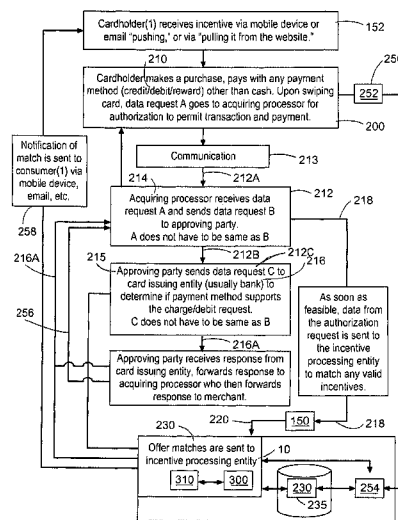 Cardholder(1) receives incentive via mobile device or
email "pushing," or via "pulling it from the website."
152
250
210
Cardholder makes a purchase, pays with any payment
method (credit/debit/reward) other than cash. Upon swiping
card, data request A goes to acquiring processor for
authorization to permit transaction and payment.
252
200
Communication
213
Notification of
match is sent to
consumer(1) via
mobile device,
email, etc.
258
214
212A
212
218
Acquiring processor receives data
request A and sends data request B
to approving party.
A does not have to be same as B
216A
215
212B
212C
216
Approving party sends data request C to
card issuing entity (usually bank) to
determine if payment method supports
the charge/debit request.
C does not have to be same as B
256
216A
As soon as
feasible, data from
the authorization
request is sent to
the incentive
processing entity
to match any valid
incentives.
Approving party receives response from
card issuing entity, forwards response to
acquiring processor who then forwards
response to merchant.
230
220
150
218
Offer matches are sent to
incentive processing entity
10
310
300
230
235
254